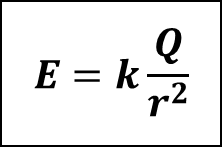 E = k Q/r²